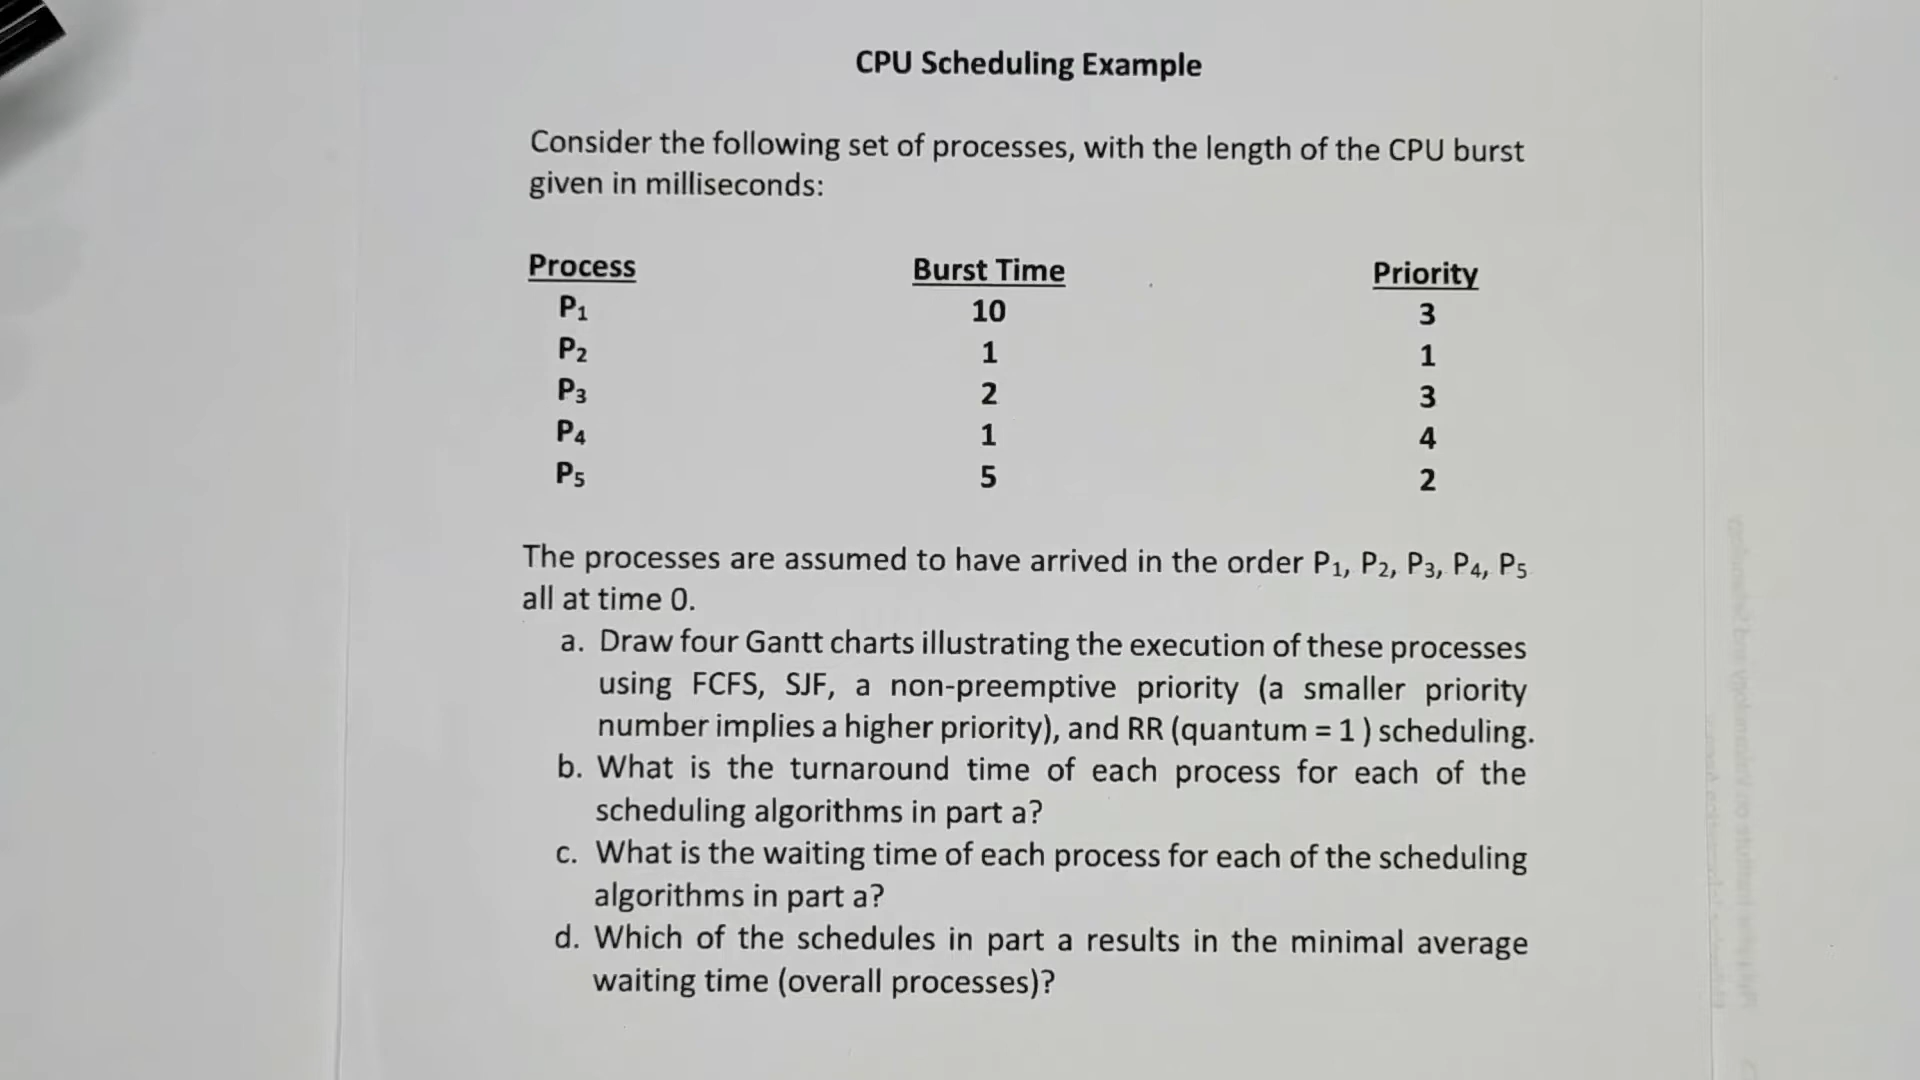 CPU Scheduling Example
Consider the following set of processes, with the length of the CPU burst
given in milliseconds:
Process Burst Time Priority
P₁ 10 3
P₂ 1 1
P₃ 2 3
P₄ 1 4
P₅ 5 2
The processes are assumed to have arrived in the order P₁, P₂, P₃, P₄, P₅
all at time 0.
a. Draw four Gantt charts illustrating the execution of these processes
using FCFS, SJF, a non-preemptive priority (a smaller priority
number implies a higher priority), and RR (quantum = 1 ) scheduling.
b. What is the turnaround time of each process for each of the
scheduling algorithms in part a?
c. What is the waiting time of each process for each of the scheduling
algorithms in part a?
d. Which of the schedules in part a results in the minimal average
waiting time (overall processes)?